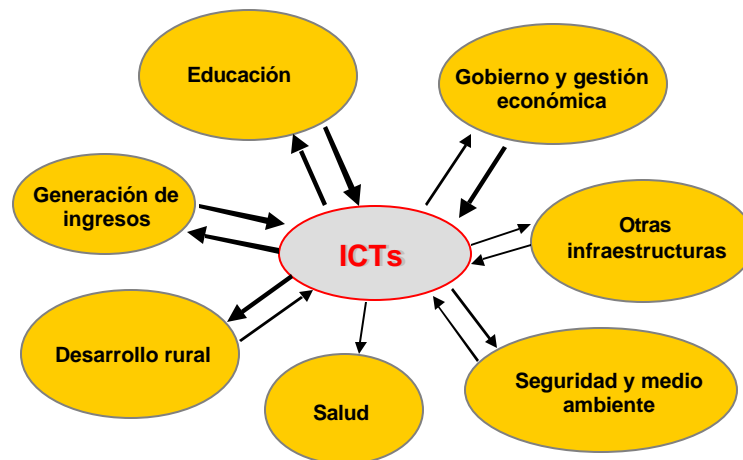 Educación
Gobierno y gestión
económica
Generación de
ingresos
ICTs
Otras
infraestructuras
Desarrollo rural
Salud
Seguridad y medio
ambiente